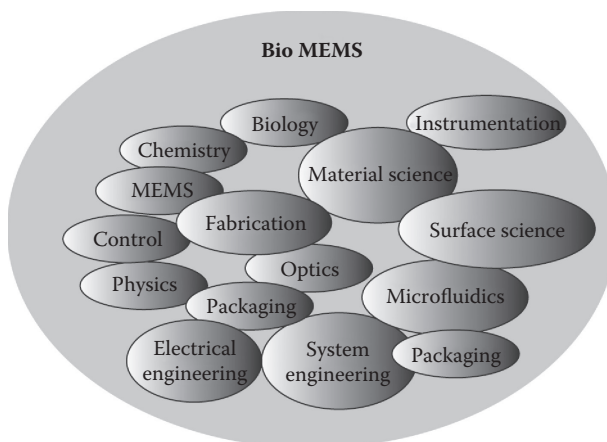 Bio MEMS
Biology
Instrumentation
Chemistry
Material science
MEMS
Fabrication
Surface science
Control
Optics
Physics
Microfluidics
Packaging
Electrical
engineering
System
engineering
Packaging